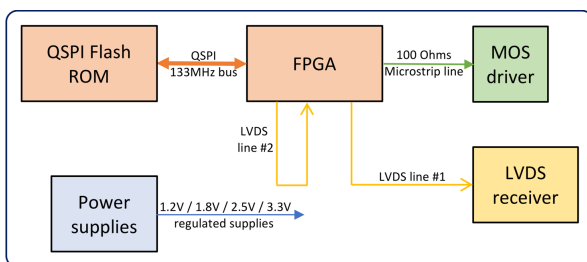 QSPI Flash
ROM
QSPI
133MHz bus
FPGA
100 Ohms
Microstrip line
MOS
driver
LVDS
line #2
LVDS line #1
LVDS
receiver
Power
supplies
1.2V / 1.8V / 2.5V / 3.3V
regulated supplies